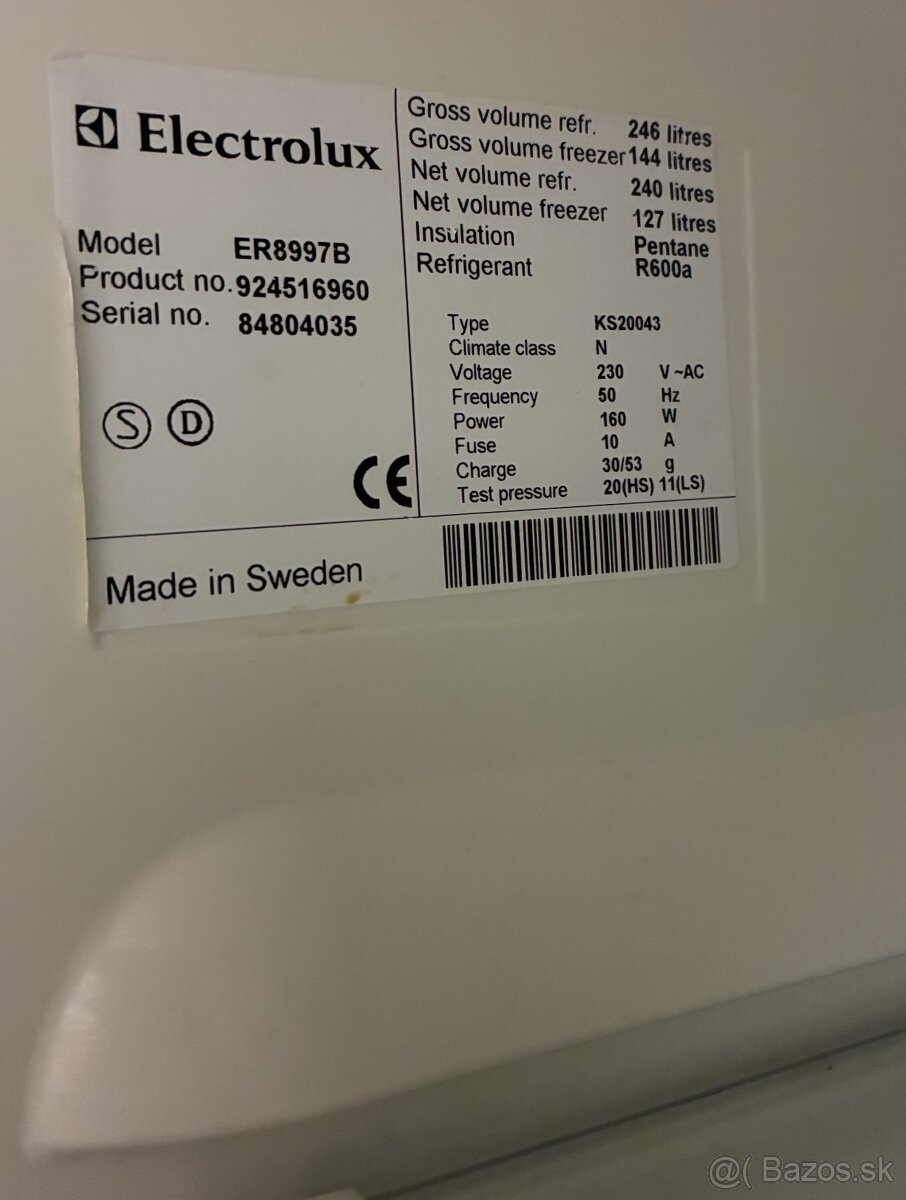 Electrolux
Model ER8997B
Product no. 924516960
Serial no. 84804035
S D
CE
Made in Sweden
Gross volume refr. 246 litres
Gross volume freezer 144 litres
Net volume refr. 240 litres
Net volume freezer 127 litres
Insulation Pentane
Refrigerant R600a
Type KS20043
Climate class N
Voltage 230 V ~AC
Frequency 50 Hz
Power 160 W
Fuse 10 A
Charge 30/53 g
Test pressure 20(HS) 11(LS)
@( Bazos.sk